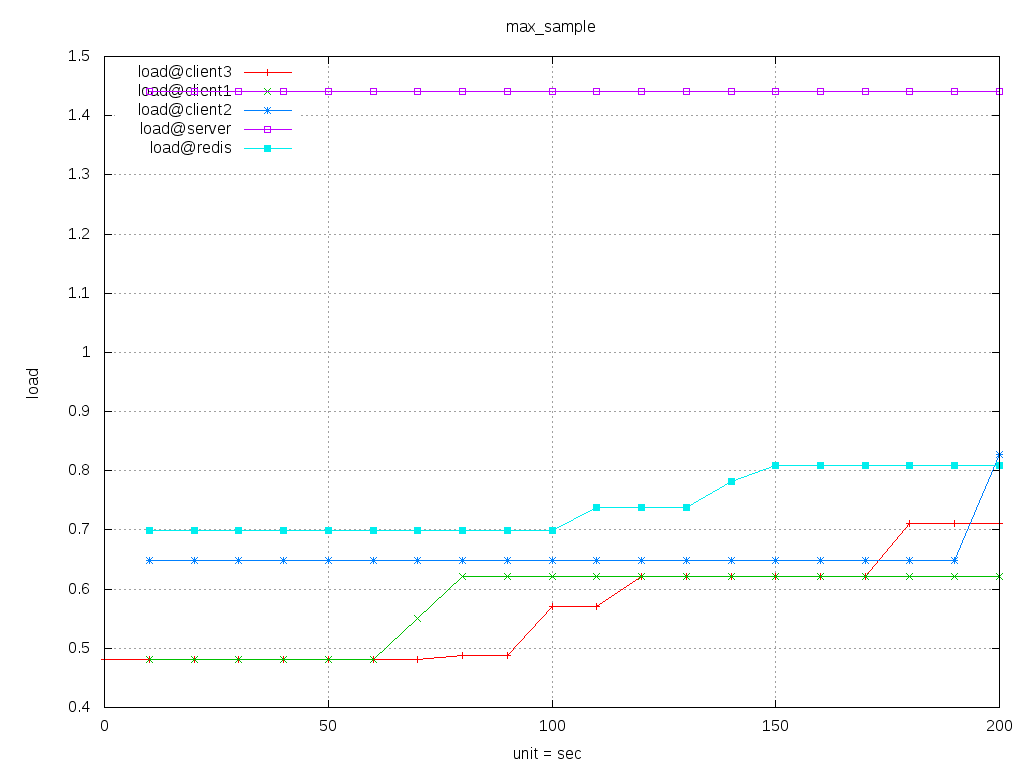 max_sample
1.5
1.4
1.3
1.2
1.1
1
0.9
0.8
0.7
0.6
0.5
0.4
load
load@client3
load@client1
load@client2
load@server
load@redis
0 50 100 150 200
unit = sec